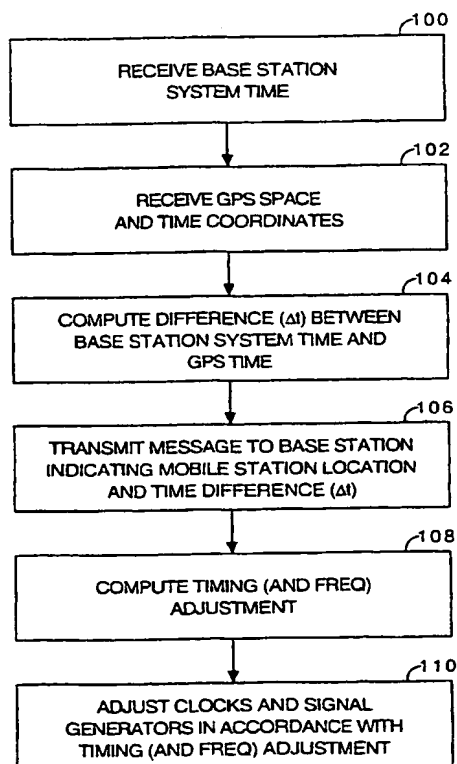 100
RECEIVE BASE STATION
SYSTEM TIME
102
RECEIVE GPS SPACE
AND TIME COORDINATES
104
COMPUTE DIFFERENCE (Δt) BETWEEN
BASE STATION SYSTEM TIME AND
GPS TIME
106
TRANSMIT MESSAGE TO BASE STATION
INDICATING MOBILE STATION LOCATION
AND TIME DIFFERENCE (Δt)
108
COMPUTE TIMING (AND FREQ)
ADJUSTMENT
110
ADJUST CLOCKS AND SIGNAL
GENERATORS IN ACCORDANCE WITH
TIMING (AND FREQ) ADJUSTMENT